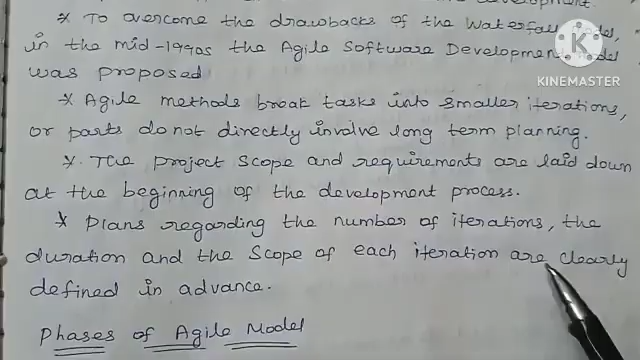 development.
* To overcome the drawbacks of the Waterfall
in the mid-1990s the Agile Software Development
was proposed
* Agile methods break tasks into smaller iterations,
or parts do not directly involve long term planning.
* The project scope and requirements are laid down
at the beginning of the development process.
* Plans regarding the number of iterations, the
duration and the scope of each iteration are clearly
defined in advance.
Phases of Agile Model
KINEMASTER